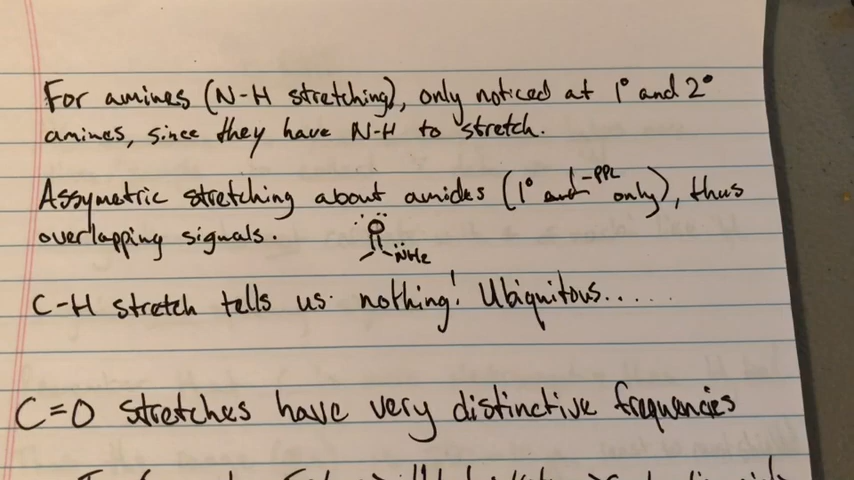 For amines (N-H stretching), only noticed at 1° and 2°
amines, since they have N-H to stretch.
Assymetric stretching about amides (1° and only), thus
overlapping signals.
O
C-H stretch tells us nothing! Ubiquitous.....
C=O stretches have very distinctive frequencies